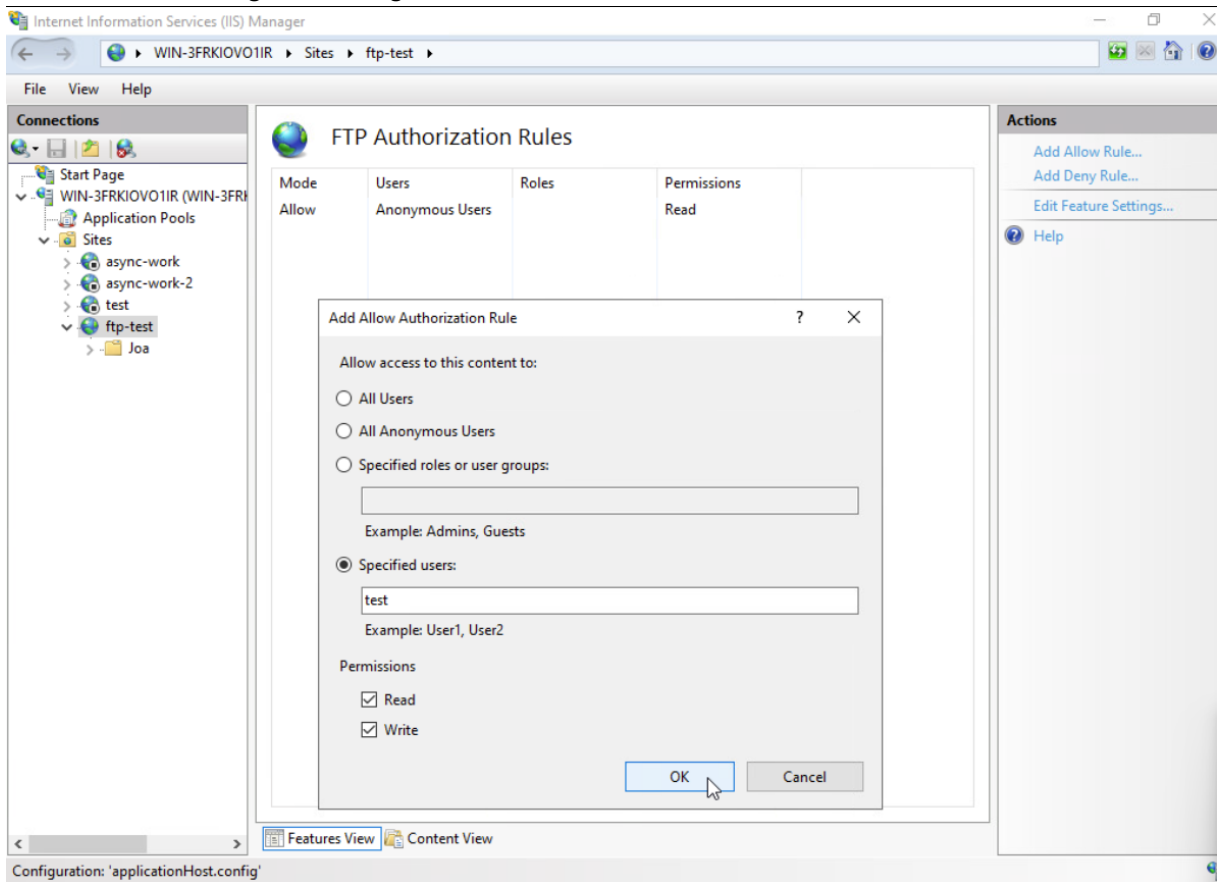 Internet Information Services (IIS) Manager
WIN-3FRKIOVO1IR Sites ftp-test
File View Help
Connections
Start Page
WIN-3FRKIOVO1IR (WIN-3FRK
Application Pools
Sites
async-work
async-work-2
test
ftp-test
Joa
FTP Authorization Rules
Mode Users Roles Permissions
Allow Anonymous Users Read
Add Allow Authorization Rule ?
Allow access to this content to:
All Users
All Anonymous Users
Specified roles or user groups:
Example: Admins, Guests
Specified users:
test
Example: User1, User2
Permissions
Read
Write
OK Cancel
Features View Content View
Actions
Add Allow Rule...
Add Deny Rule...
Edit Feature Settings...
Help
Configuration: 'applicationHost.config'